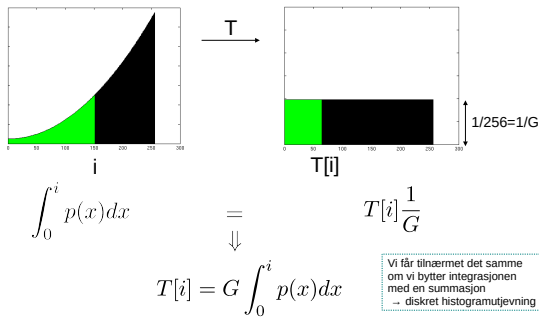 T
0 50 100 150 200 250 300
0 50 100 150 200 250 300
1/256=1/G
i
T[i]
∫₀ⁱ p(x)dx = T[i] 1/G
⇓
T[i] = G ∫₀ⁱ p(x)dx
Vi får tilnærmet det samme
om vi bytter integrasjonen
med en summasjon
→ diskret histogramutjevning